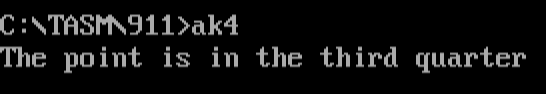 C:\TASM\911>ak4
The point is in the third quarter